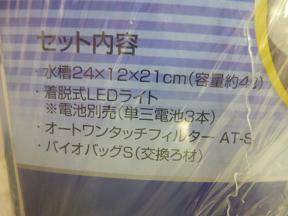 セット内容
・水槽24×12×21cm(容量約4ℓ)
・着脱式LEDライト
※電池別売(単三電池3本)
・オートワンタッチフィルター AT-S
・バイオバッグS(交換ろ材)